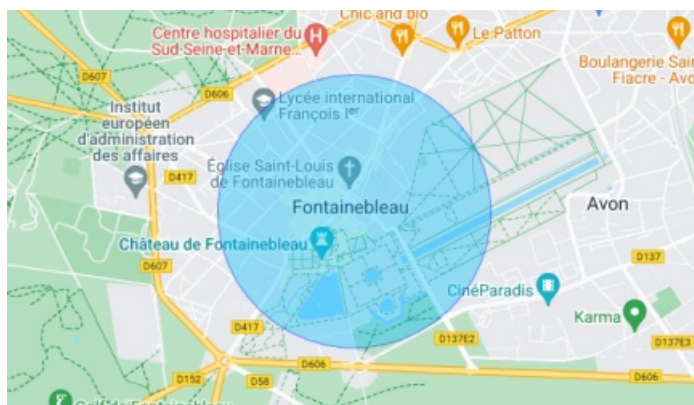 Chic and bio
Centre hospitalier du
Sud-Seine-et-Marne...
H
Le Patton
Boulangerie Sain
Fiacre - Avo
D607
D606
Institut
européen
d'administration
des affaires
Lycée international
François Ier
D417
Église Saint-Louis
de Fontainebleau
Fontainebleau
Avon
Château de Fontainebleau
D607
D137
CinéParadis
Karma
D417
D137E2
D137E3
D606
D606
D152
D58